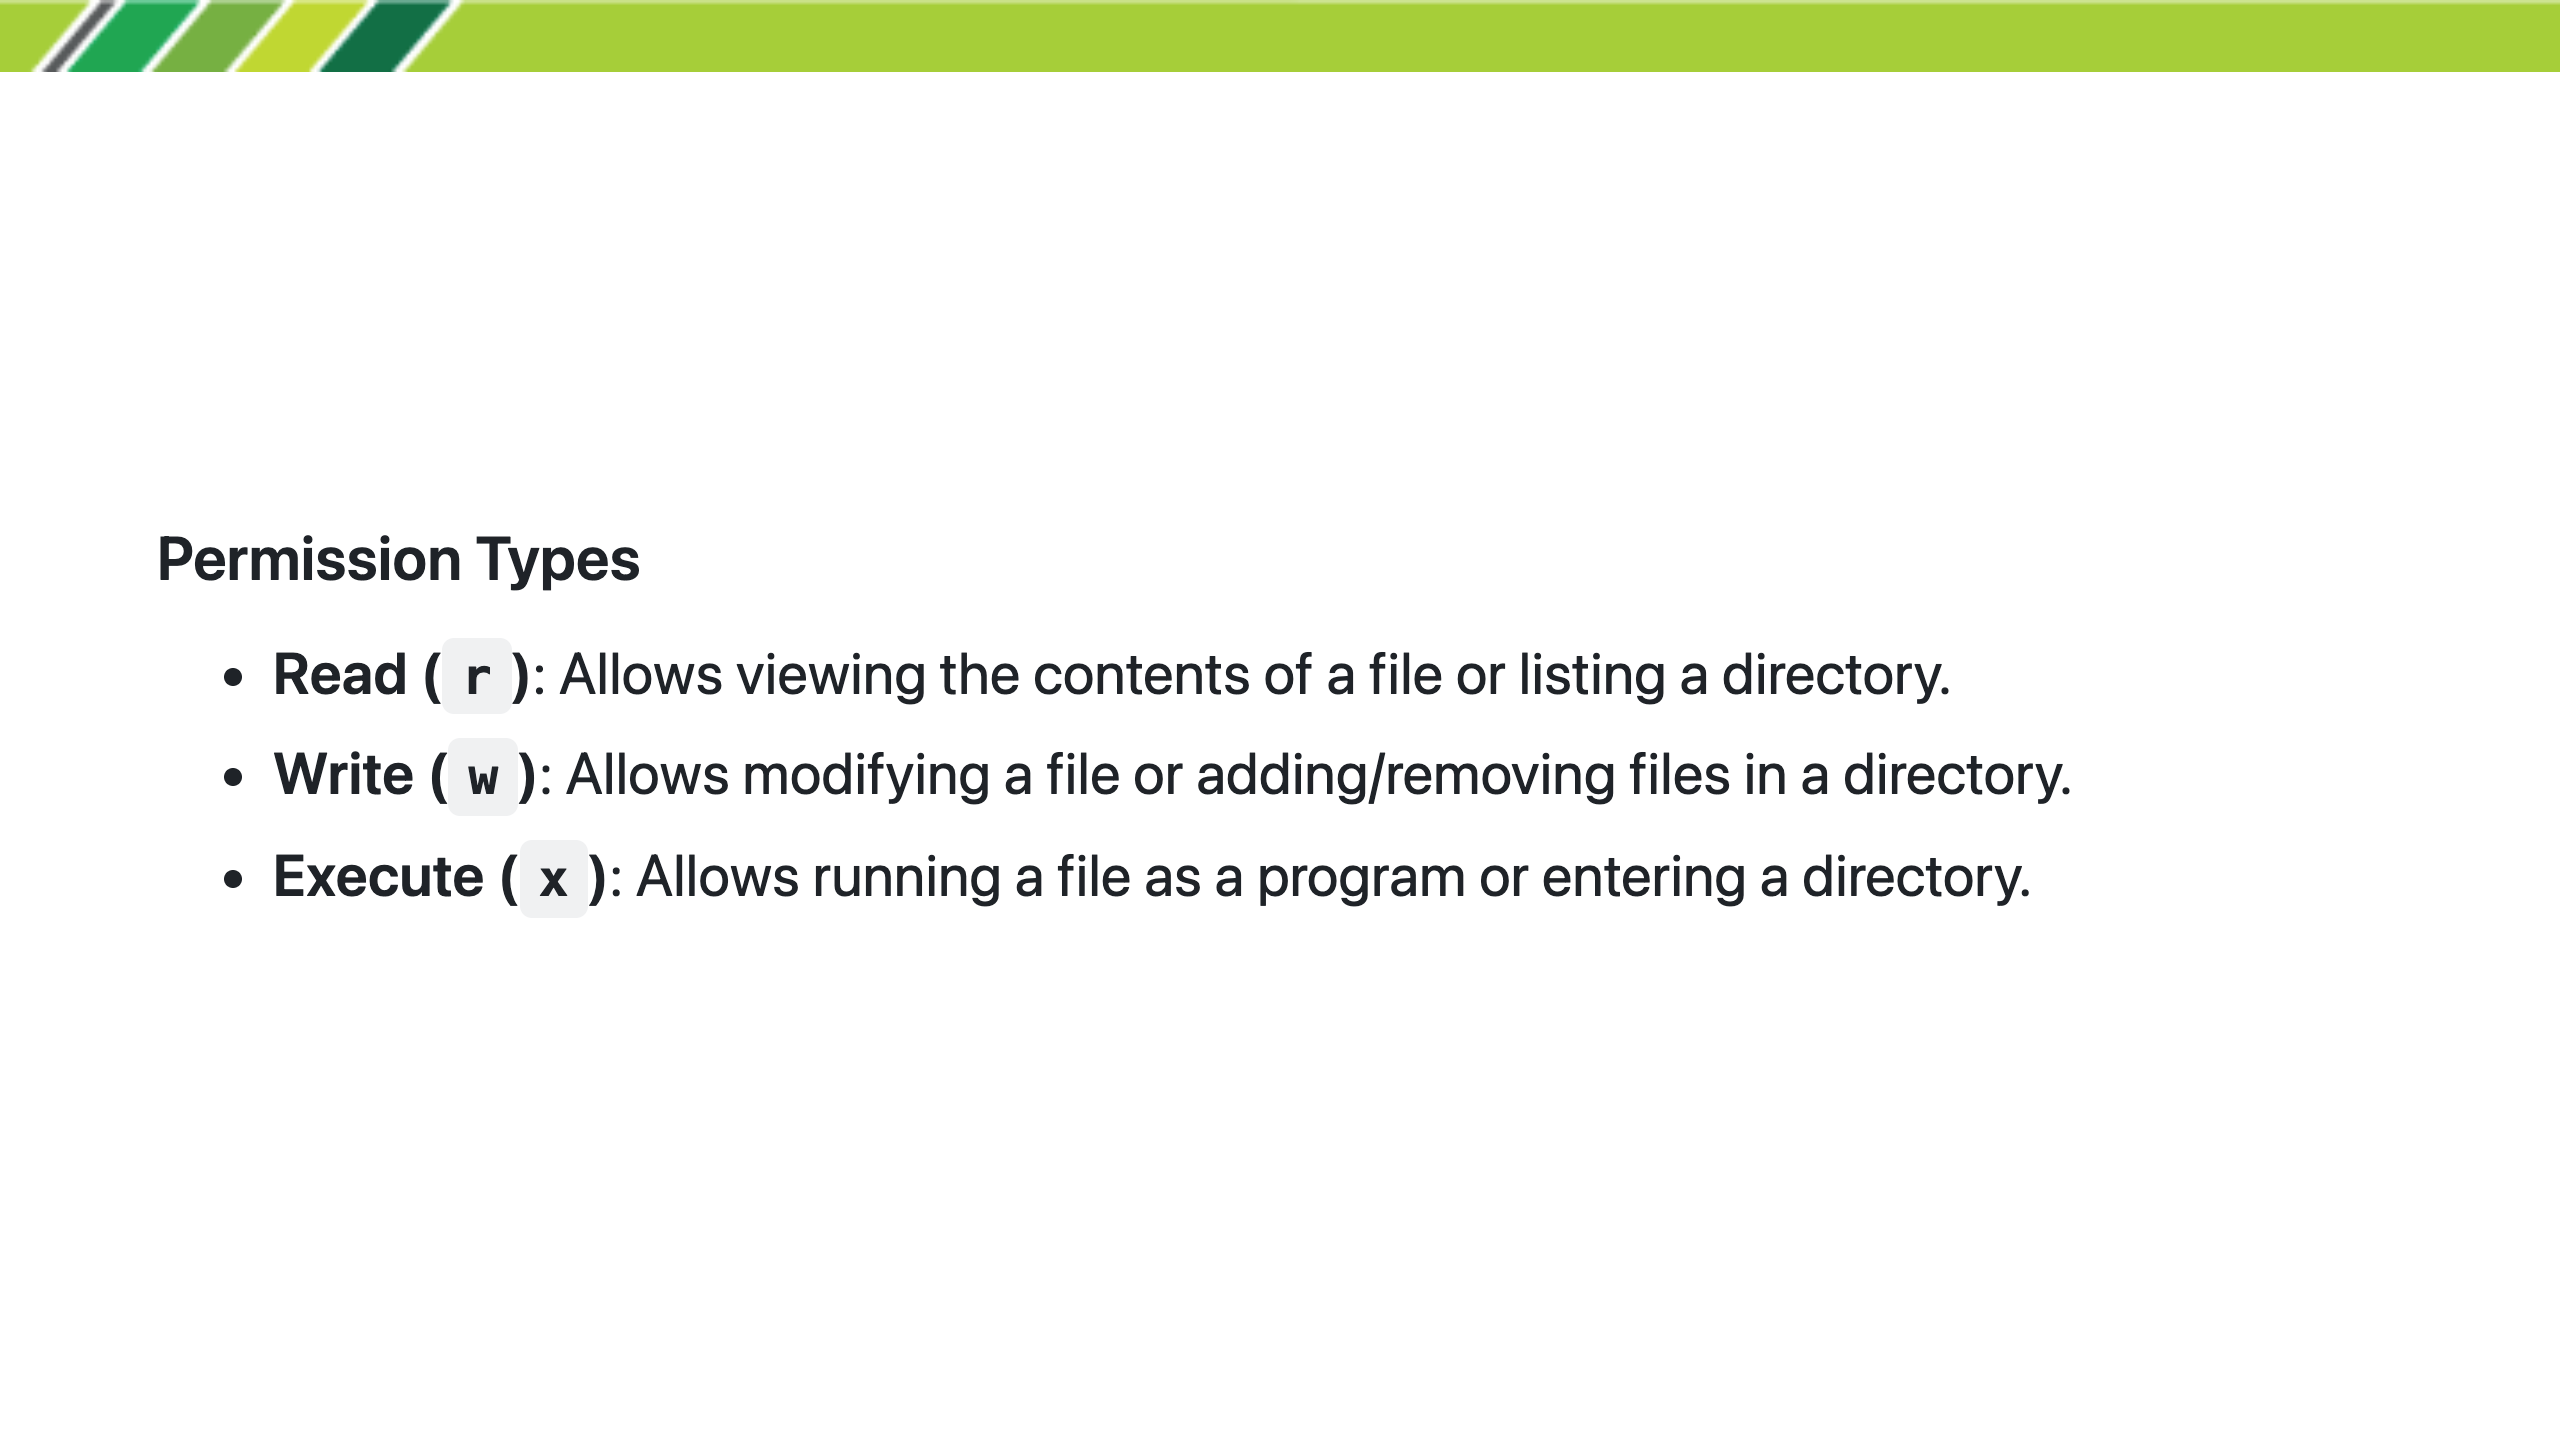 Permission Types
• Read ( r ): Allows viewing the contents of a file or listing a directory.
• Write ( w ): Allows modifying a file or adding/removing files in a directory.
• Execute ( x ): Allows running a file as a program or entering a directory.